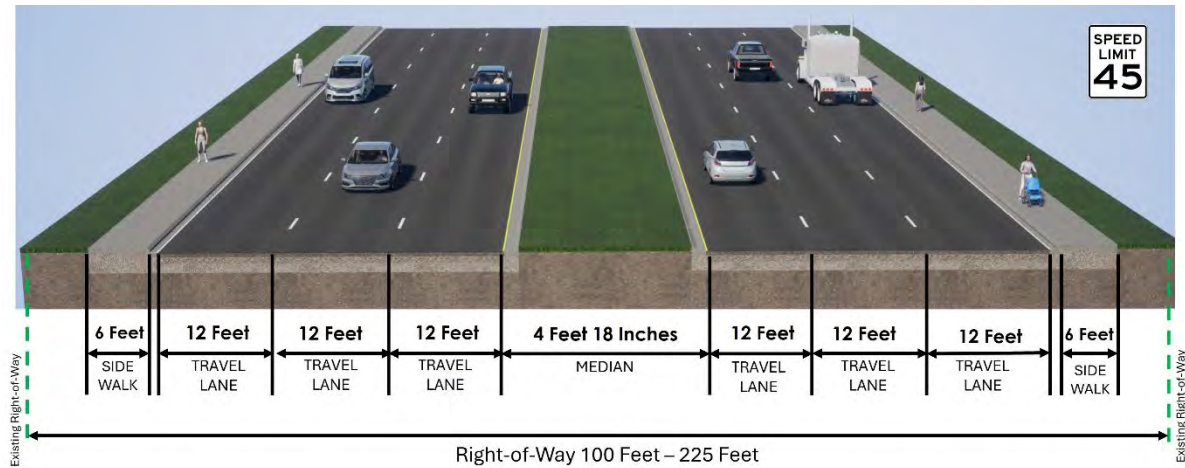 SPEED
LIMIT
45
6 Feet
12 Feet
12 Feet
12 Feet
4 Feet 18 Inches
12 Feet
12 Feet
12 Feet
6 Feet
SIDE
WALK
TRAVEL
LANE
TRAVEL
LANE
TRAVEL
LANE
MEDIAN
TRAVEL
LANE
TRAVEL
LANE
TRAVEL
LANE
SIDE
WALK
Existing Right-of-Way
Existing Right-of-Way
Right-of-Way 100 Feet – 225 Feet